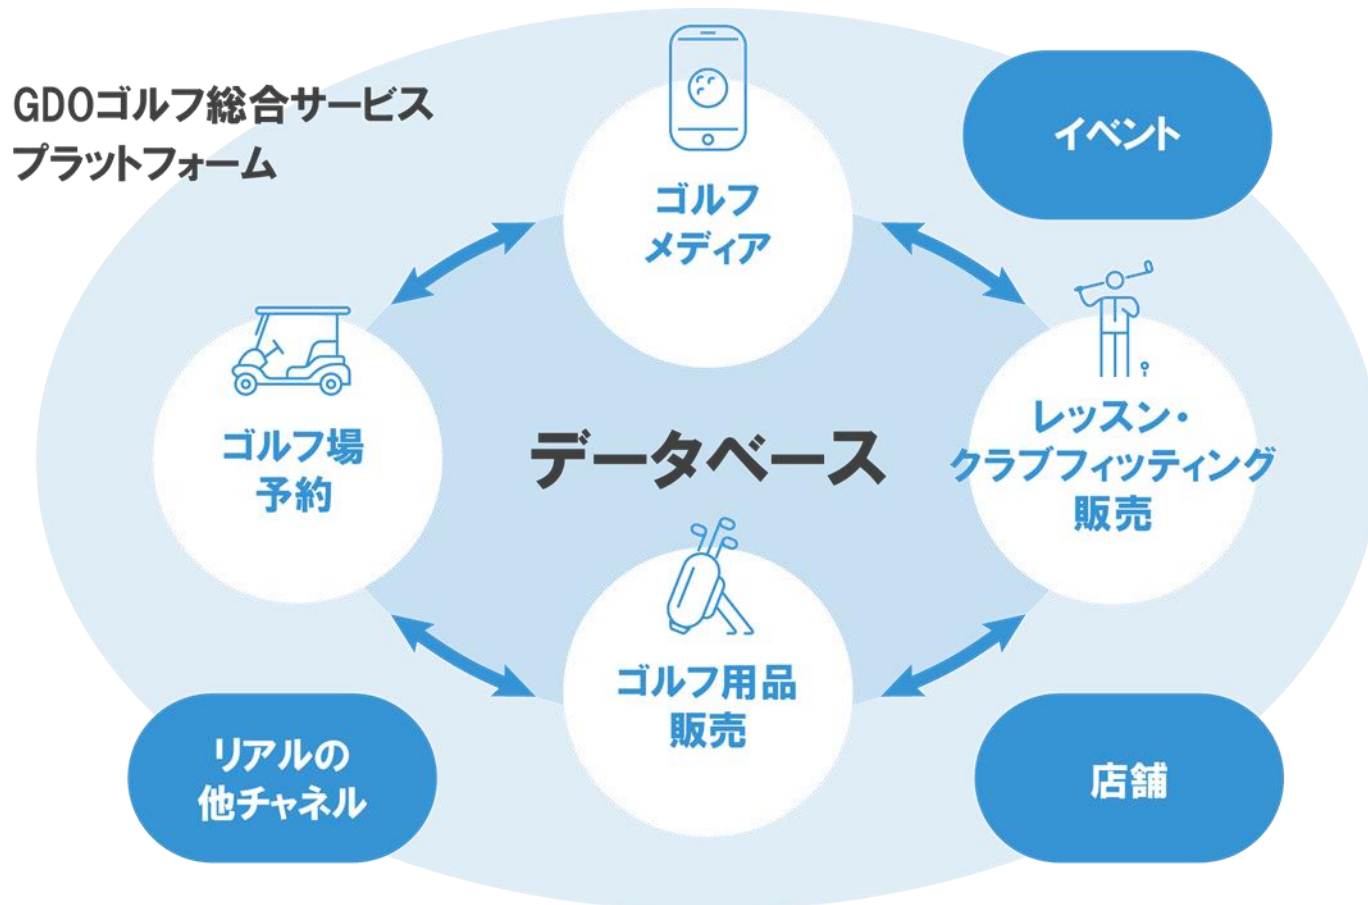 GDOゴルフ総合サービス
プラットフォーム
ゴルフ
メディア
イベント
ゴルフ場
予約
データベース
レッスン・
クラブフィッティング
販売
ゴルフ用品
販売
リアルの
他チャネル
店舗